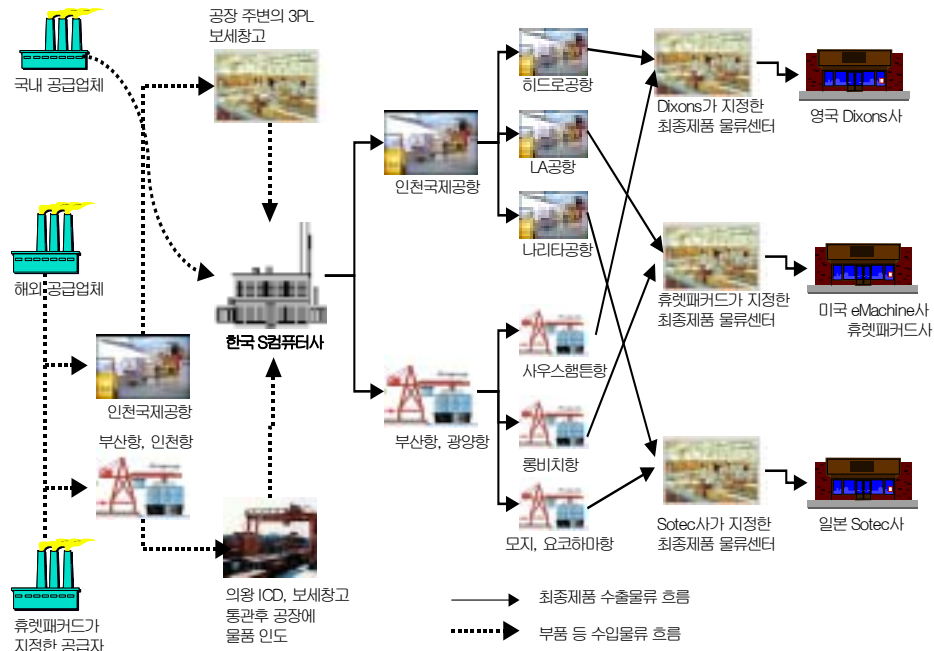 공장 주변의 3PL
보세창고
국내 공급업체
히드로공항
Dixons가 지정한
최종제품 물류센터
영국 Dixons사
인천국제공항
LA공항
나리타공항
해외 공급업체
한국 S컴퓨터사
휴렛패커드가 지정한
최종제품 물류센터
미국 eMachine사
휴렛패커드사
사우스햄튼항
인천국제공항
부산항, 인천항
부산항, 광양항
롱비치항
모지, 요코하마항
Sotec사가 지정한
최종제품 물류센터
일본 Sotec사
의왕 ICD, 보세창고
통관후 공장에
물품 인도
휴렛패커드가
지정한 공급자
최종제품 수출물류 흐름
부품 등 수입물류 흐름